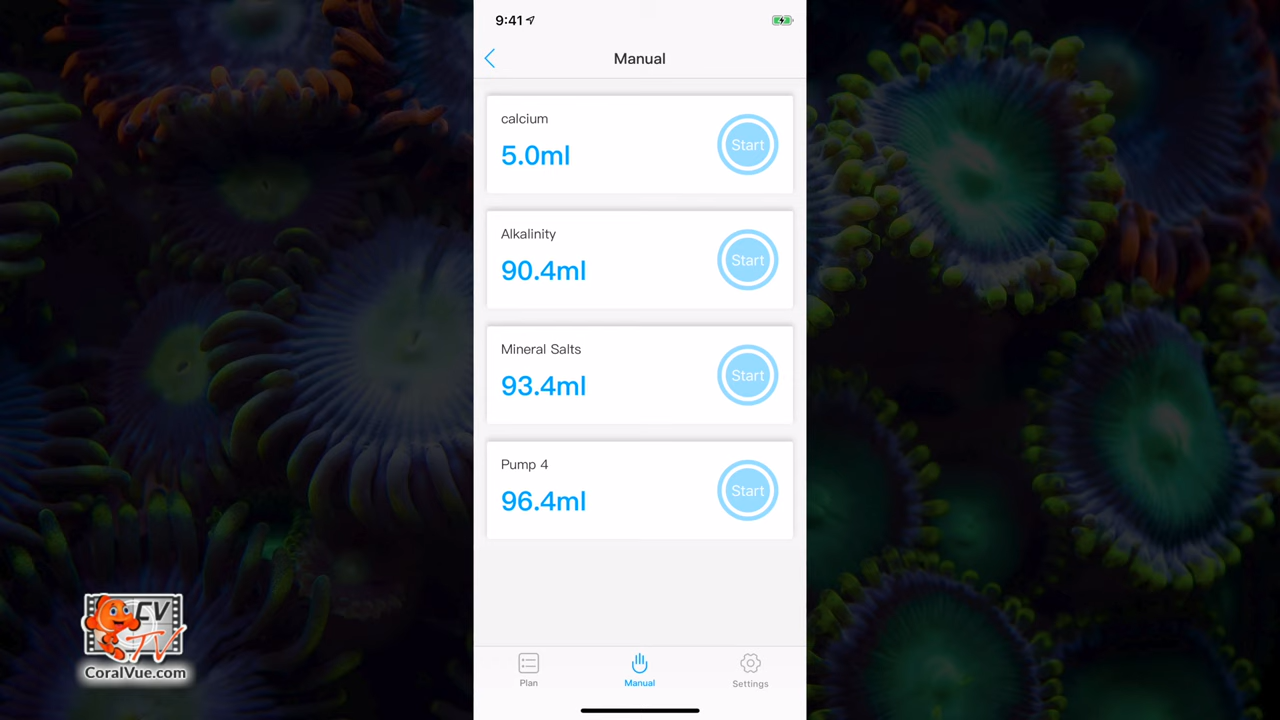 9:41
Manual
calcium
5.0ml
Start
Alkalinity
90.4ml
Start
Mineral Salts
93.4ml
Start
Pump 4
96.4ml
Start
CV
TV
CoralVue.com
Plan
Manual
Settings